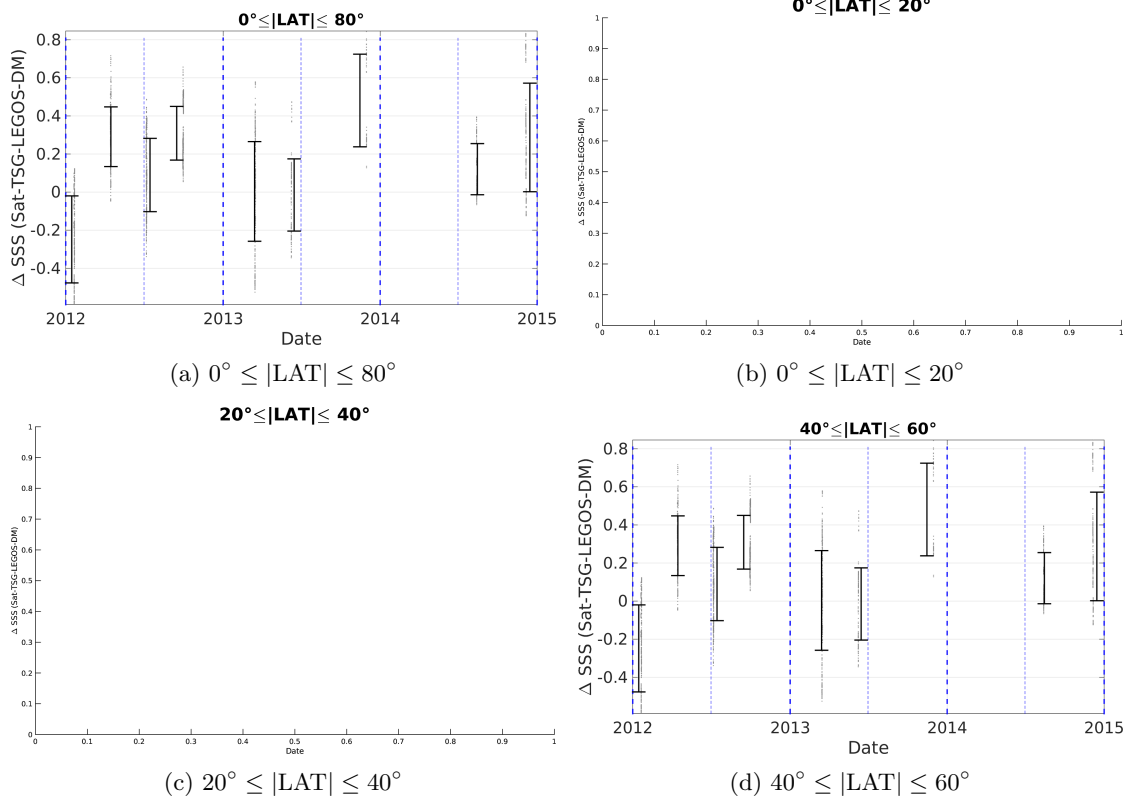 0°≤|LAT|≤ 80°
Δ SSS (Sat-TSG-LEGOS-DM)
0.8
0.6
0.4
0.2
0
-0.2
-0.4
2012 2013 2014 2015
Date
(a) 0° ≤ |LAT| ≤ 80°
0°≤|LAT|≤ 20°
Δ SSS (Sat-TSG-LEGOS-DM)
1
0.9
0.8
0.7
0.6
0.5
0.4
0.3
0.2
0.1
0
0 0.1 0.2 0.3 0.4 0.5 0.6 0.7 0.8 0.9 1
Date
(b) 0° ≤ |LAT| ≤ 20°
20°≤|LAT|≤ 40°
Δ SSS (Sat-TSG-LEGOS-DM)
1
0.9
0.8
0.7
0.6
0.5
0.4
0.3
0.2
0.1
0
0 0.1 0.2 0.3 0.4 0.5 0.6 0.7 0.8 0.9 1
Date
(c) 20° ≤ |LAT| ≤ 40°
40°≤|LAT|≤ 60°
Δ SSS (Sat-TSG-LEGOS-DM)
0.8
0.6
0.4
0.2
0
-0.2
-0.4
2012 2013 2014 2015
Date
(d) 40° ≤ |LAT| ≤ 60°